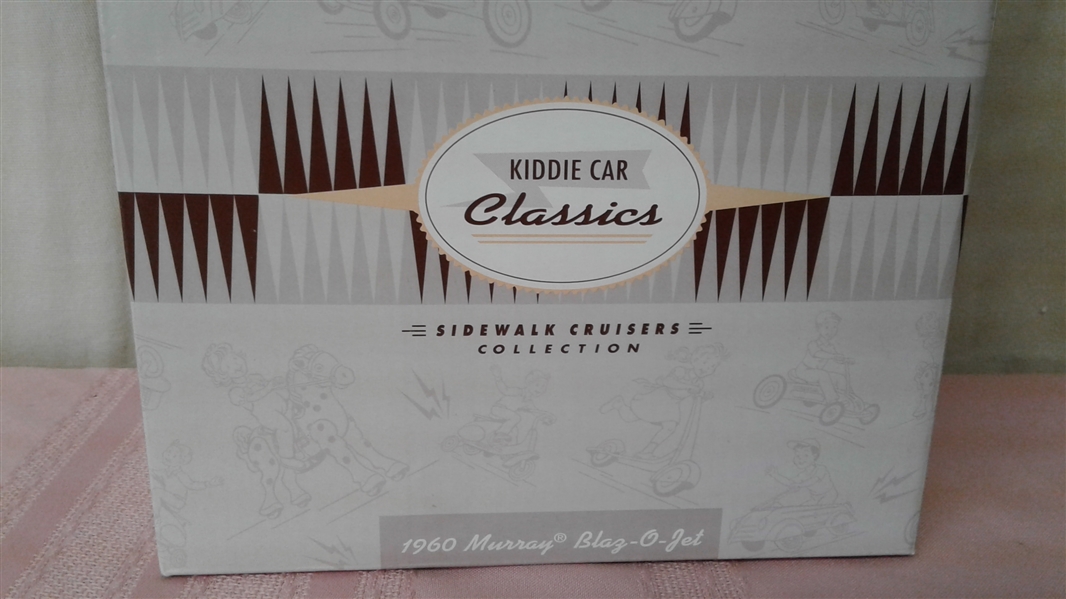 KIDDIE CAR
Classics
SIDEWALK CRUISERS
COLLECTION
1960 Murray® Blaz-O-Jet